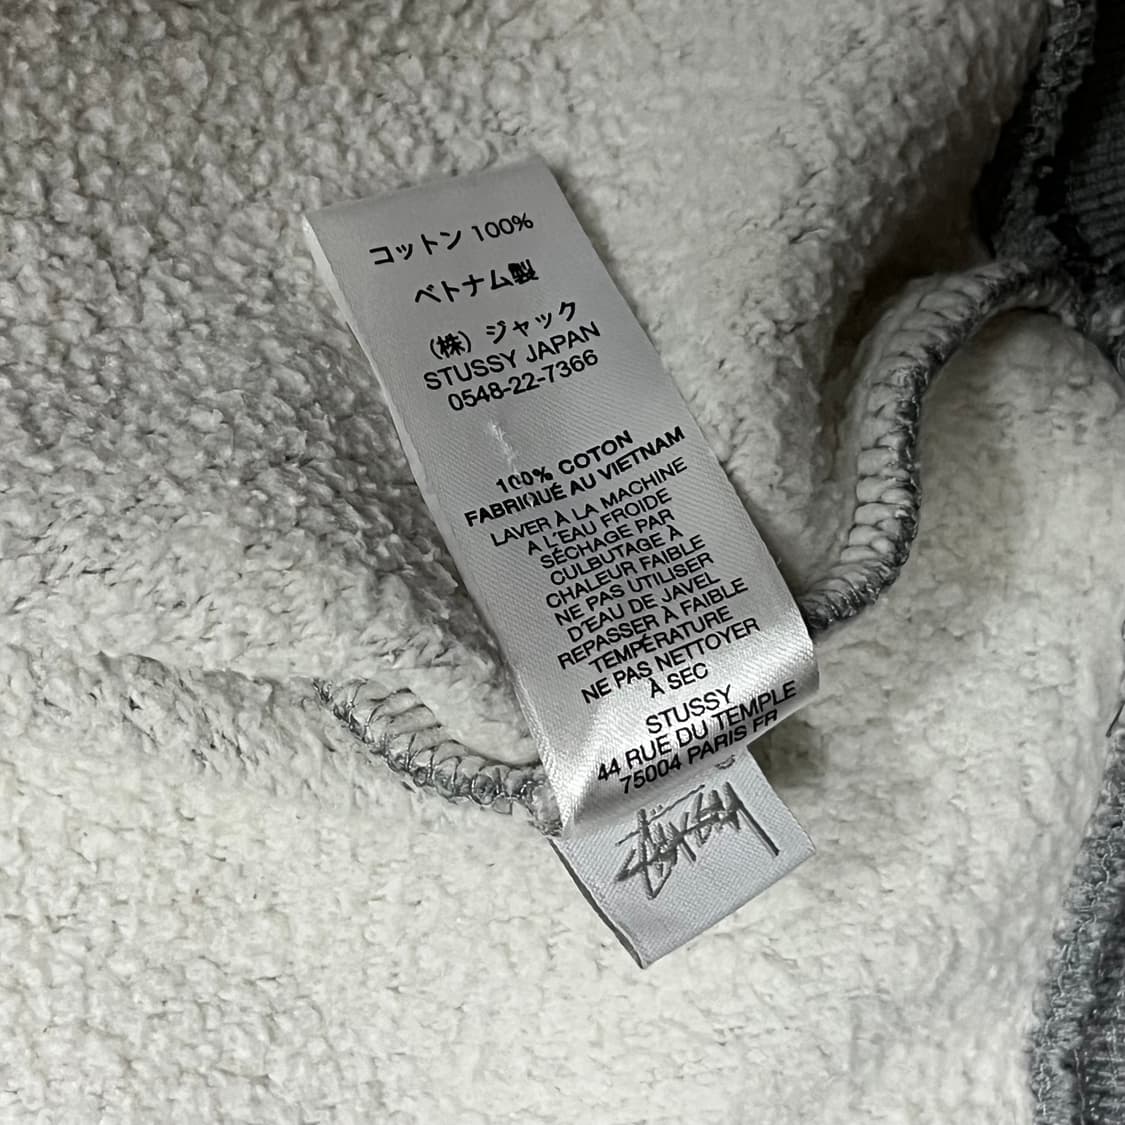 コットン 100%
ベトナム製
（株）ジャック
STUSSY JAPAN
0548-22-7366
100% COTON
FABRIQUÉ AU VIETNAM
LAVER À LA MACHINE
A L'EAU FROIDE
SÉCHAGE PAR
CULBUTAGE À
CHALEUR FAIBLE
NE PAS UTILISER
D'EAU DE JAVEL
REPASSER À FAIBLE
TEMPÉRATURE
NE PAS NETTOYER
À SEC
STUSSY
44 RUE DU TEMPLE
75004 PARIS FR
STÜSSY